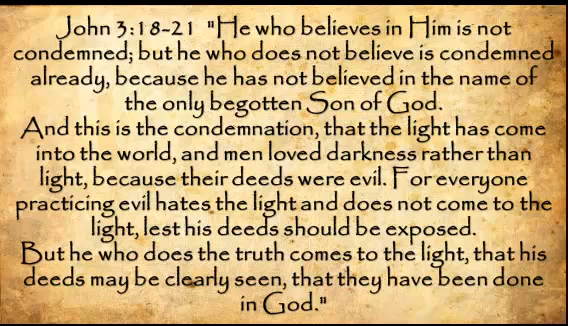 John 3:18-21 "He who believes in Him is not
condemned; but he who does not believe is condemned
already, because he has not believed in the name of
the only begotten Son of God.
And this is the condemnation, that the light has come
into the world, and men loved darkness rather than
light, because their deeds were evil. For everyone
practicing evil hates the light and does not come to the
light, lest his deeds should be exposed.
But he who does the truth comes to the light, that his
deeds may be clearly seen, that they have been done
in God."